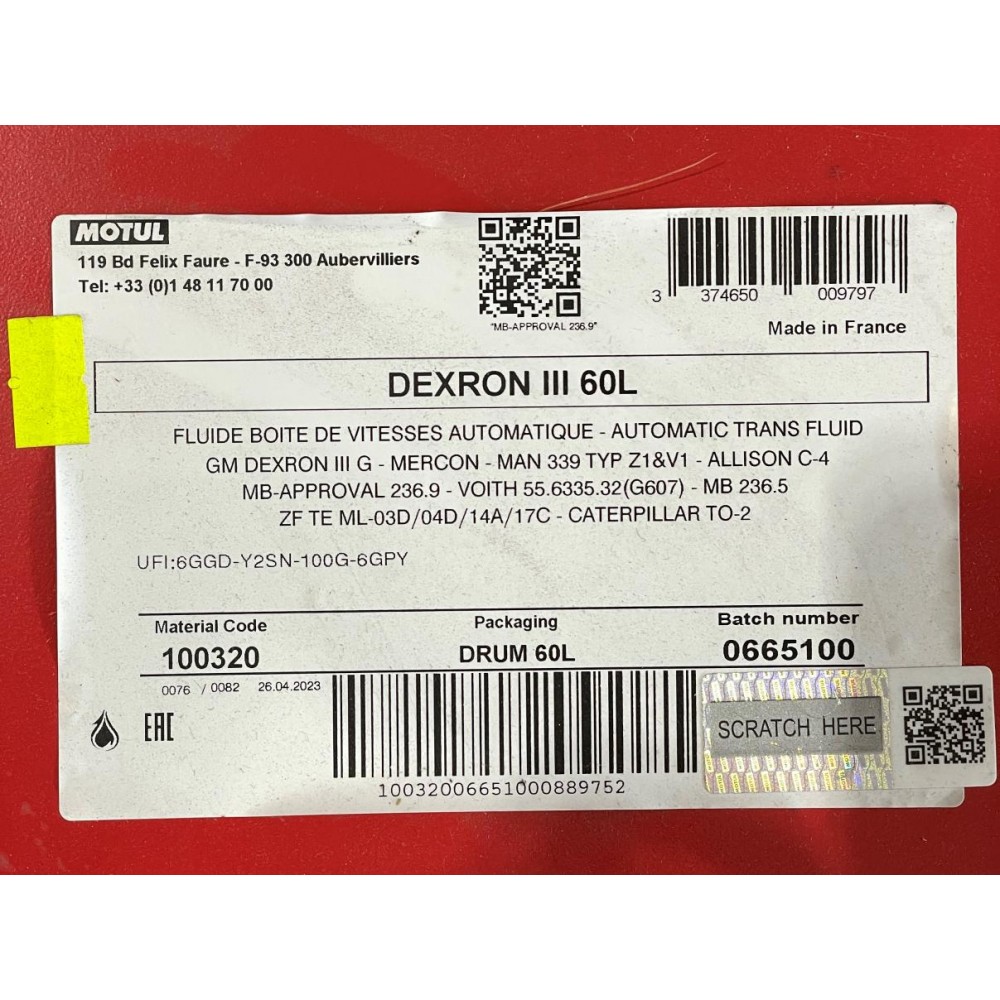 MOTUL
119 Bd Felix Faure - F-93 300 Aubervilliers
Tel: +33 (0)1 48 11 70 00
"MB-APPROVAL 236.9"
3 374650 009797
Made in France
DEXRON III 60L
FLUIDE BOITE DE VITESSES AUTOMATIQUE - AUTOMATIC TRANS FLUID
GM DEXRON III G - MERCON - MAN 339 TYP Z1&V1 - ALLISON C-4
MB-APPROVAL 236.9 - VOITH 55.6335.32(G607) - MB 236.5
ZF TE ML-03D/04D/14A/17C - CATERPILLAR TO-2
UFI:6GGD-Y2SN-100G-6GPY
Material Code Packaging Batch number
100320 DRUM 60L 0665100
0076 / 0082 26.04.2023
EAC
SCRATCH HERE
10032006651000889752